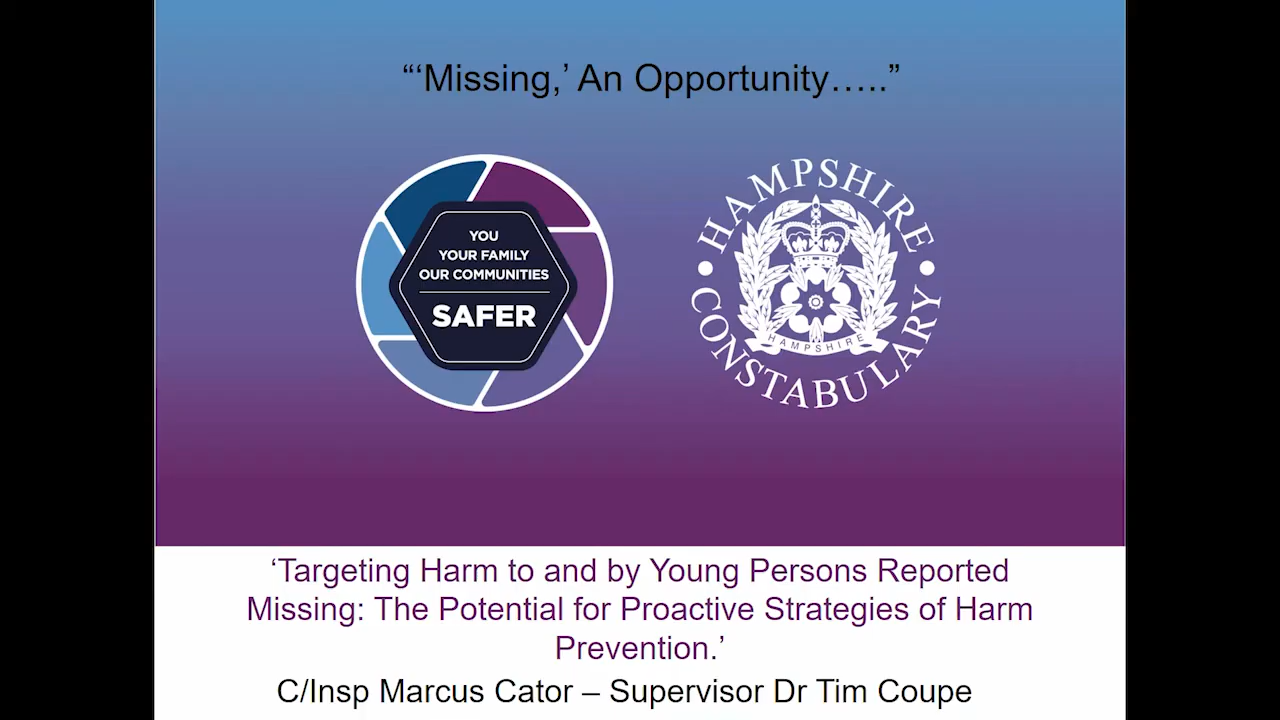 “‘Missing,’ An Opportunity…..”
YOU
YOUR FAMILY
OUR COMMUNITIES
SAFER
HAMPSHIRE
CONSTABULARY
HAMPSHIRE
‘Targeting Harm to and by Young Persons Reported
Missing: The Potential for Proactive Strategies of Harm
Prevention.’
C/Insp Marcus Cator – Supervisor Dr Tim Coupe